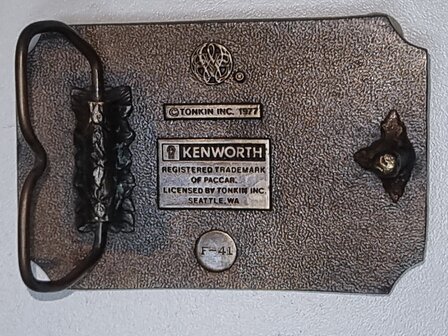 ®
© TONKIN INC. 1977
KENWORTH
REGISTERED TRADEMARK
OF PACCAR.
LICENSED BY TONKIN INC.
SEATTLE, WA
F-41